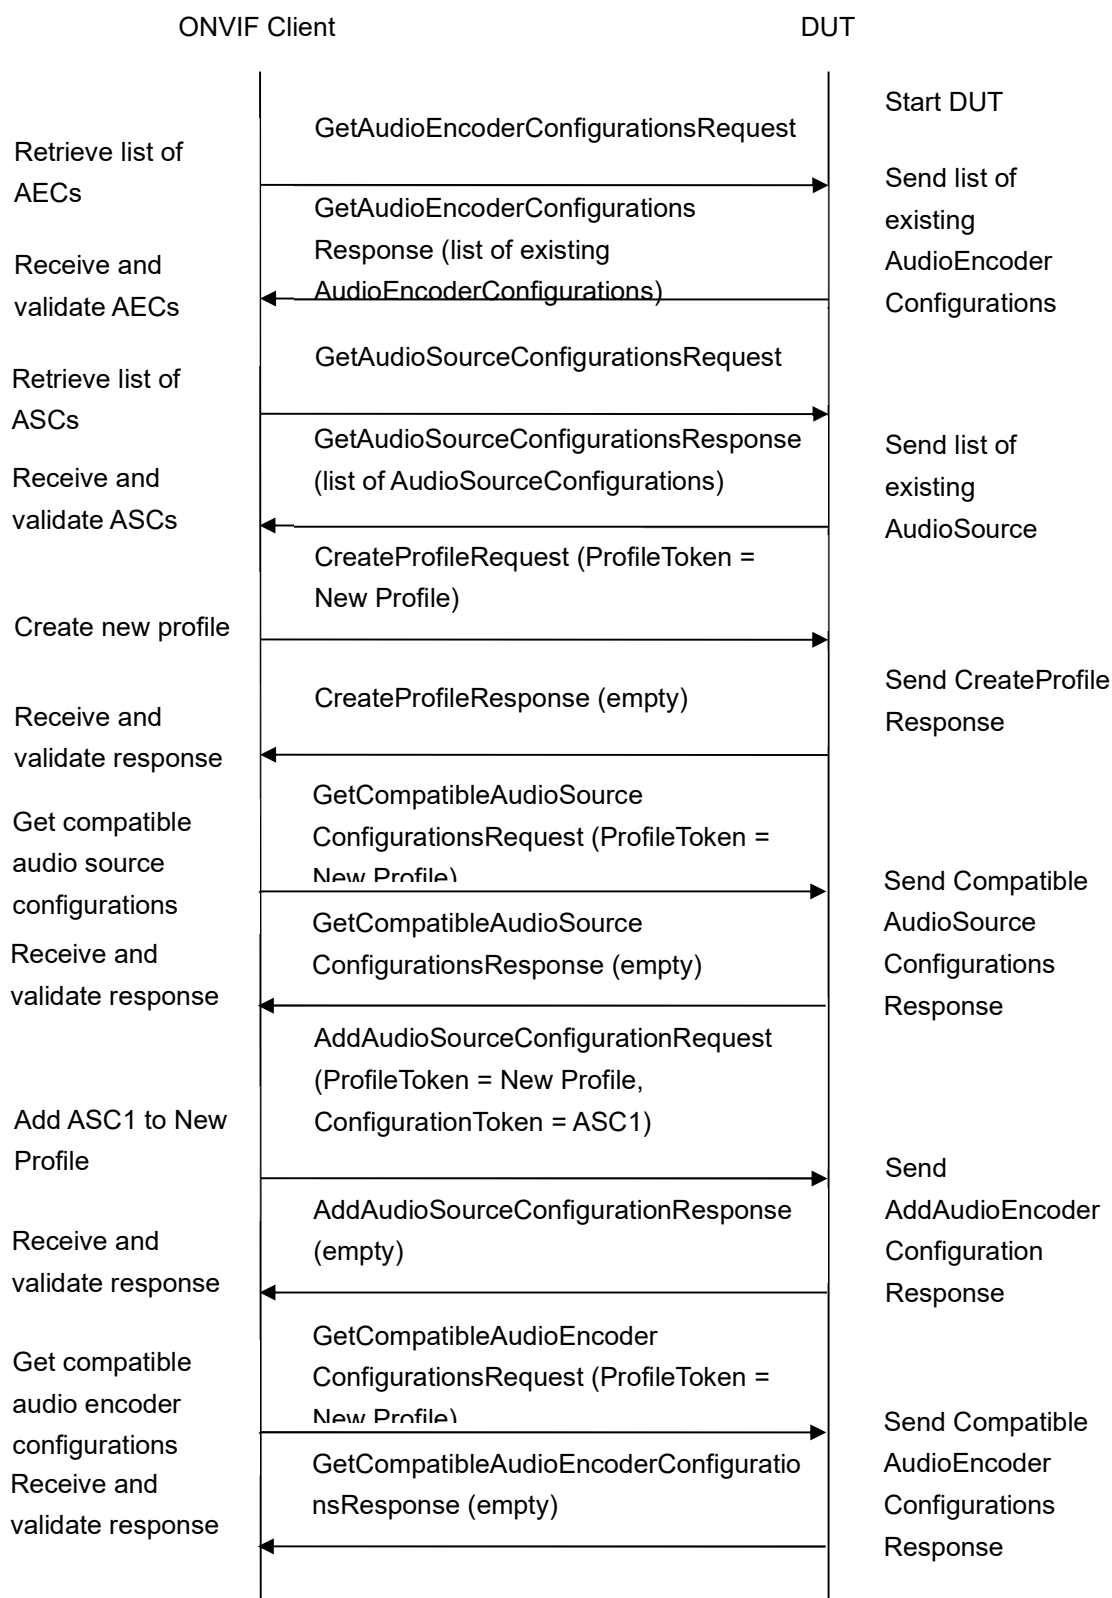 ONVIF Client
DUT
Start DUT
GetAudioEncoderConfigurationsRequest
Retrieve list of
AECs
Send list of
existing
AudioEncoder
Configurations
GetAudioEncoderConfigurations
Response (list of existing
AudioEncoderConfigurations)
Receive and
validate AECs
GetAudioSourceConfigurationsRequest
Retrieve list of
ASCs
GetAudioSourceConfigurationsResponse
(list of AudioSourceConfigurations)
Send list of
existing
AudioSource
Receive and
validate ASCs
CreateProfileRequest (ProfileToken =
New Profile)
Create new profile
Send CreateProfile
Response
CreateProfileResponse (empty)
Receive and
validate response
GetCompatibleAudioSource
ConfigurationsRequest (ProfileToken =
New Profile)
Get compatible
audio source
configurations
Send Compatible
AudioSource
Configurations
Response
GetCompatibleAudioSource
ConfigurationsResponse (empty)
Receive and
validate response
AddAudioSourceConfigurationRequest
(ProfileToken = New Profile,
ConfigurationToken = ASC1)
Add ASC1 to New
Profile
Send
AddAudioEncoder
Configuration
Response
AddAudioSourceConfigurationResponse
(empty)
Receive and
validate response
GetCompatibleAudioEncoder
ConfigurationsRequest (ProfileToken =
New Profile)
Get compatible
audio encoder
configurations
Send Compatible
AudioEncoder
Configurations
Response
GetCompatibleAudioEncoderConfiguratio
nsResponse (empty)
Receive and
validate response